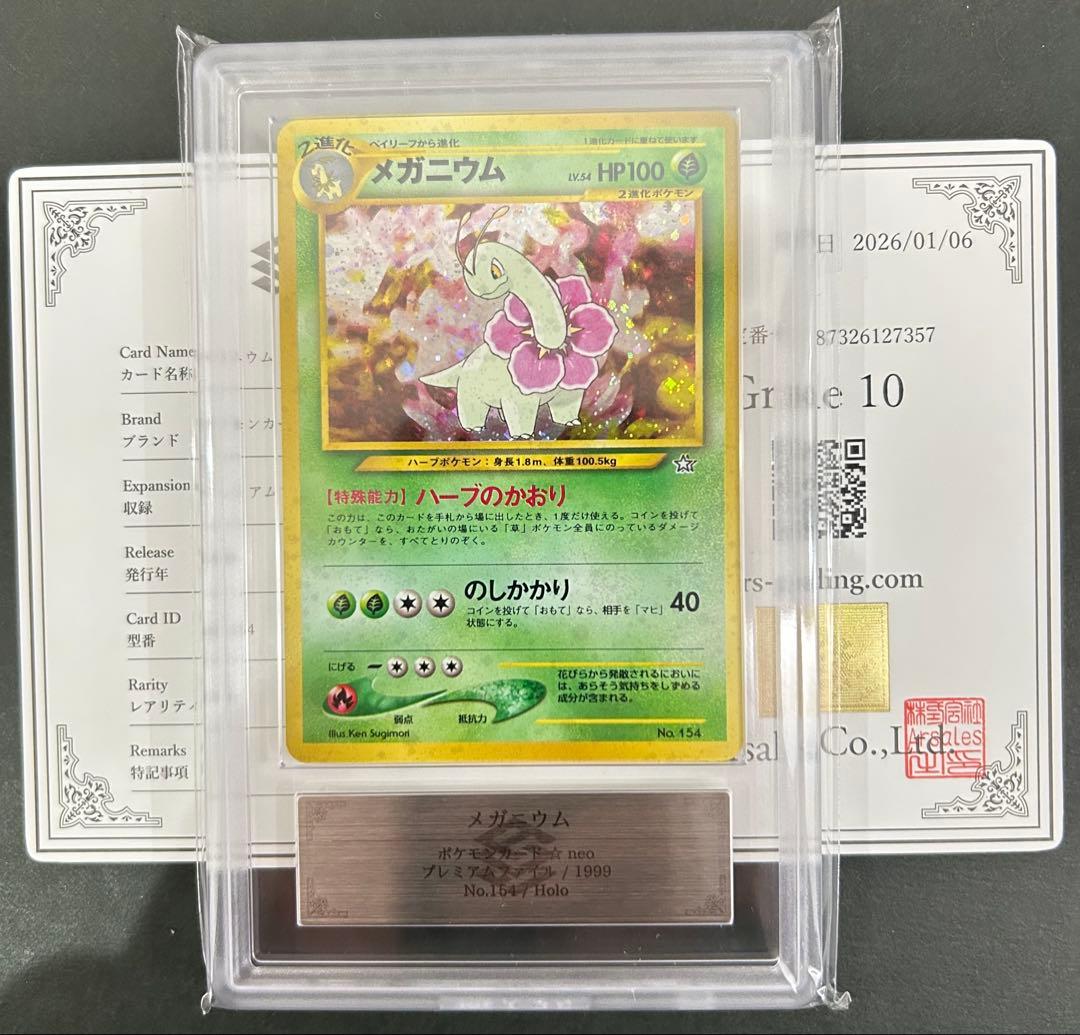 2進化
ベイリーフから進化
1進化カードに重ねて使います
メガニウム
LV.54 HP100
2進化ポケモン
ハーブポケモン：身長1.8m、体重100.5kg
【特殊能力】ハーブのかおり
この力は、このカードを手札から場に出したとき、1度だけ使える。コインを投げて
「おもて」なら、おたがいの場にいる「草」ポケモン全員にのっているダメージ
カウンターを、すべてとりのぞく。
のしかかり
コインを投げて「おもて」なら、相手を「マヒ」
状態にする。
40
にげる
弱点
抵抗力
花びらから発散されるにおいに
は、あらそう気持ちをしずめる
成分が含まれる。
Illus. Ken Sugimori
No. 154
メガニウム
ポケモンカード☆neo
プレミアムファイル / 1999
No.154 / Holo
日 2026/01/06
Card Name
カード名称
87326127357
Brand
ブランド
Grade 10
Expansion
収録
Release
発行年
Card ID
型番
Rarity
レアリティ
Remarks
特記事項
Co.,Ltd.
株式会社
Arsales